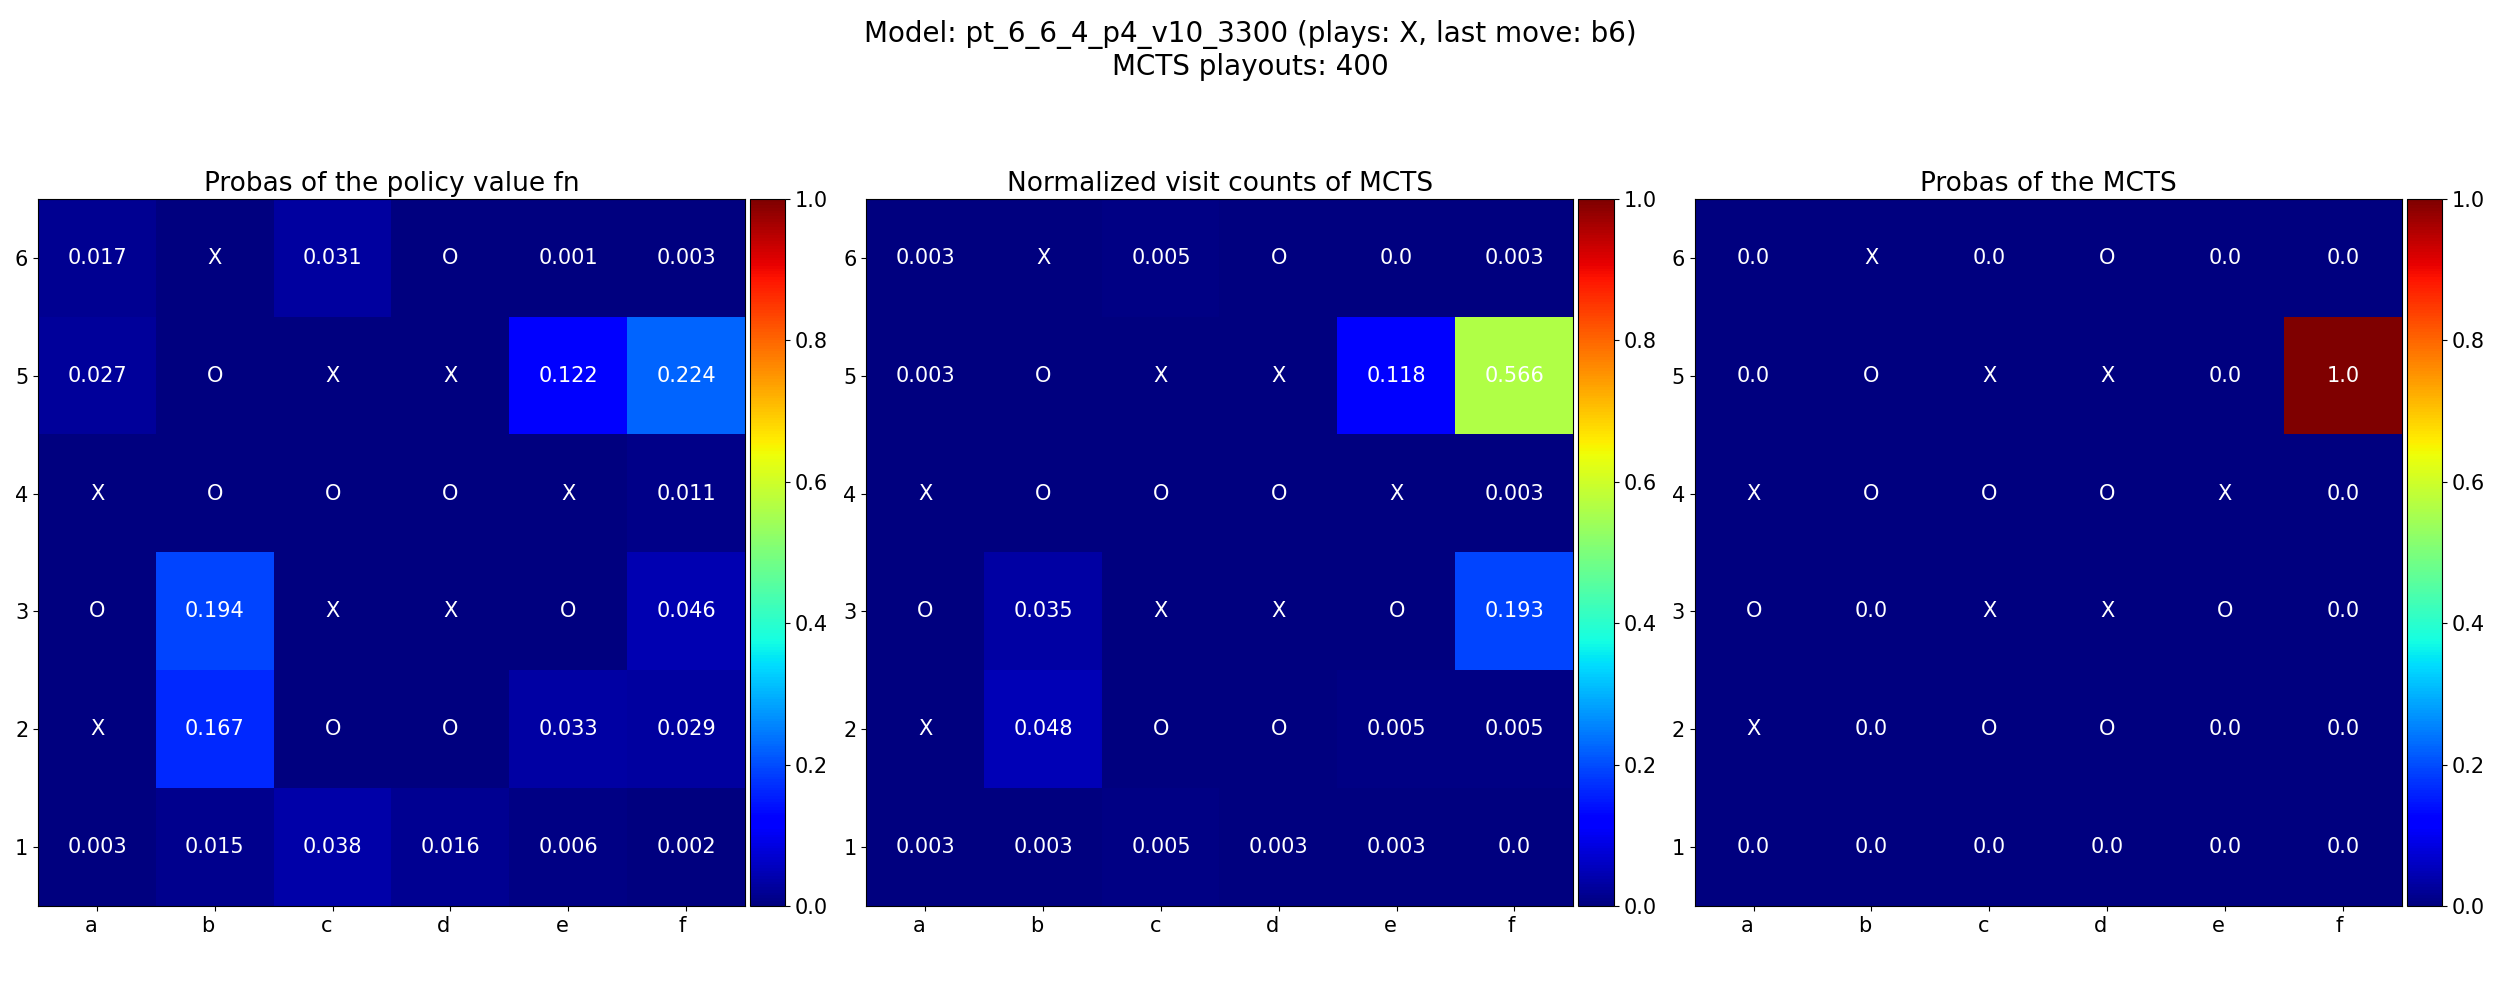 Model: pt_6_6_4_p4_v10_3300 (plays: X, last move: b6)
MCTS playouts: 400
Probas of the policy value fn
6 0.017 X 0.031 O 0.001 0.003
5 0.027 O X X 0.122 0.224
4 X O O O X 0.011
3 O 0.194 X X O 0.046
2 X 0.167 O O 0.033 0.029
1 0.003 0.015 0.038 0.016 0.006 0.002
a b c d e f
1.0
0.8
0.6
0.4
0.2
0.0
Normalized visit counts of MCTS
6 0.003 X 0.005 O 0.0 0.003
5 0.003 O X X 0.118 0.566
4 X O O O X 0.003
3 O 0.035 X X O 0.193
2 X 0.048 O O 0.005 0.005
1 0.003 0.003 0.005 0.003 0.003 0.0
a b c d e f
1.0
0.8
0.6
0.4
0.2
0.0
Probas of the MCTS
6 0.0 X 0.0 O 0.0 0.0
5 0.0 O X X 0.0 1.0
4 X O O O X 0.0
3 O 0.0 X X O 0.0
2 X 0.0 O O 0.0 0.0
1 0.0 0.0 0.0 0.0 0.0 0.0
a b c d e f
1.0
0.8
0.6
0.4
0.2
0.0